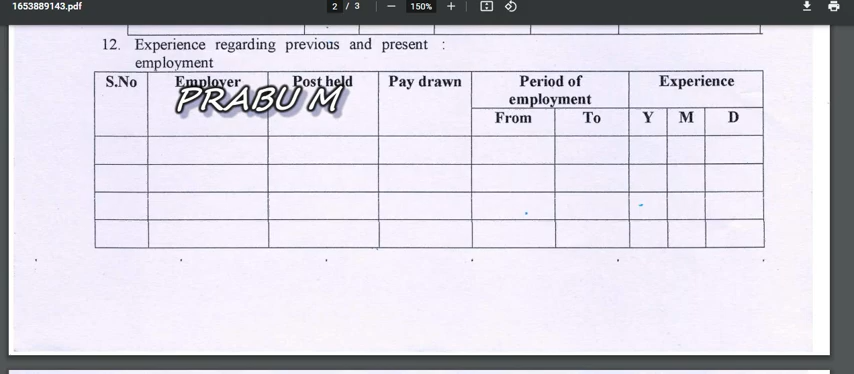 1653889143.pdf
2 / 3
150%
12. Experience regarding previous and present :
employment
S.No Employer Post held Pay drawn Period of employment Experience
From To Y M D
PRABU M